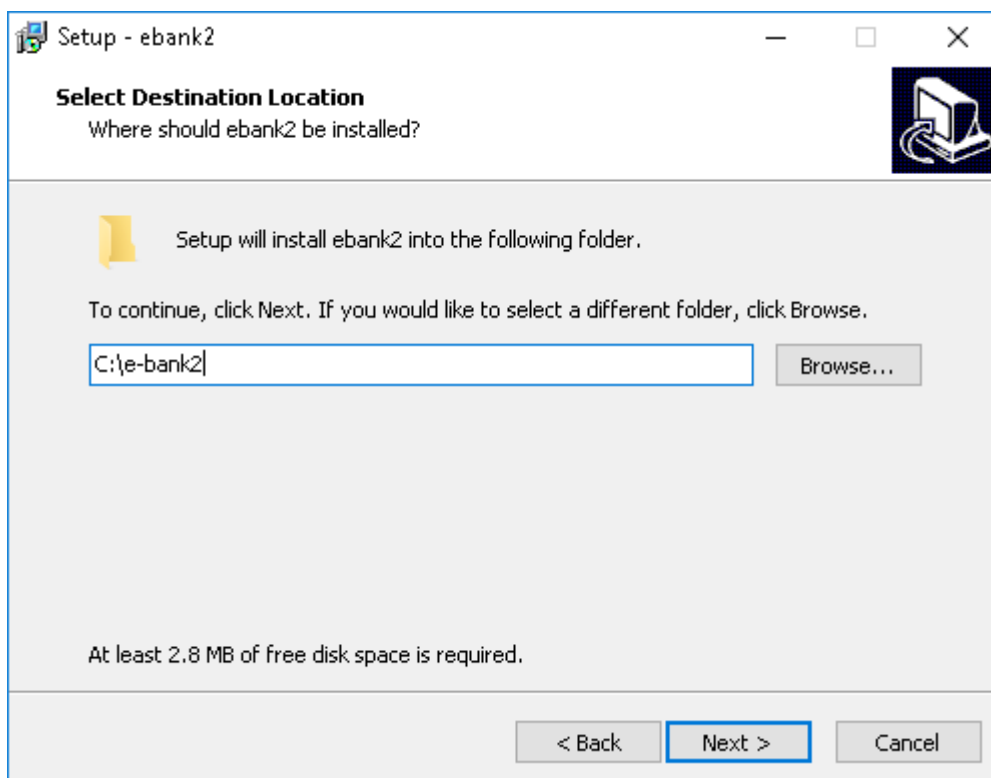 Setup - ebank2
Select Destination Location
Where should ebank2 be installed?
Setup will install ebank2 into the following folder.
To continue, click Next. If you would like to select a different folder, click Browse.
C:\e-bank2
Browse...
At least 2.8 MB of free disk space is required.
< Back Next > Cancel